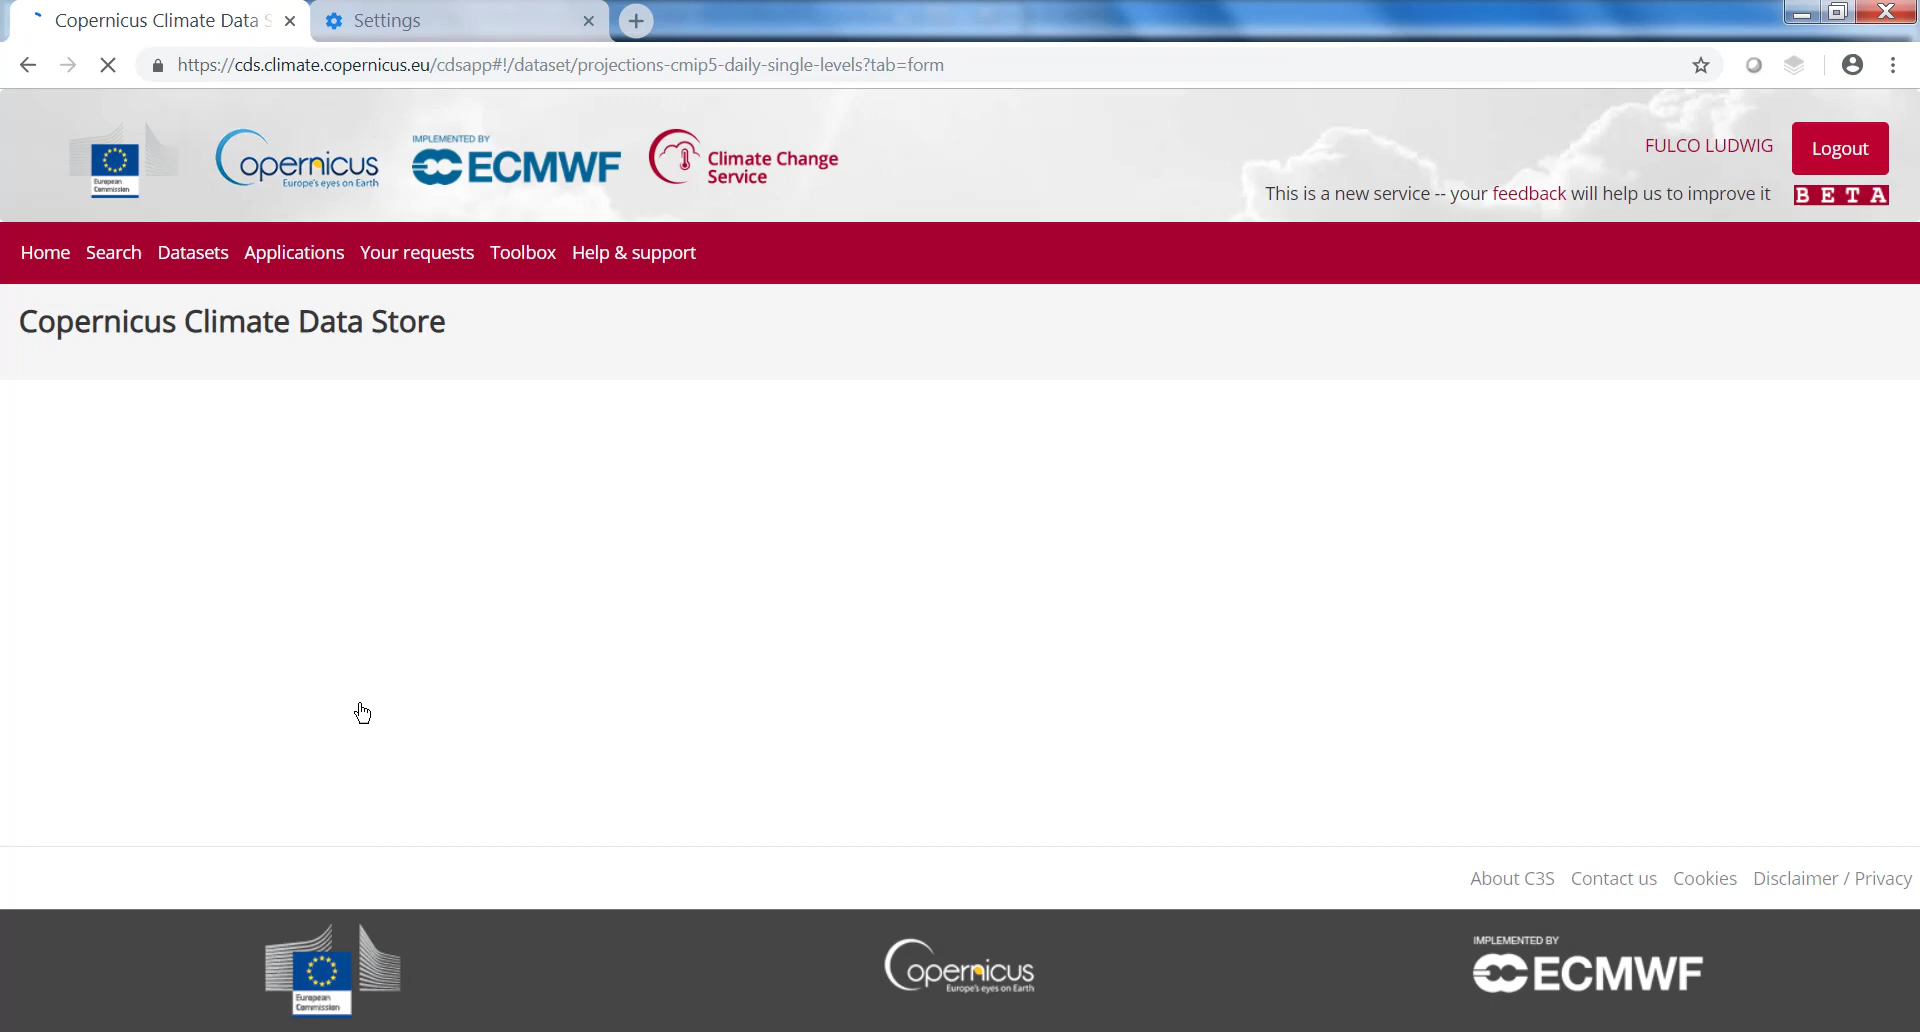 Copernicus Climate Data S
Settings
https://cds.climate.copernicus.eu/cdsapp#!/dataset/projections-cmip5-daily-single-levels?tab=form
European
Commission
opernicus
Europe's eyes on Earth
IMPLEMENTED BY
ECMWF
Climate Change
Service
FULCO LUDWIG
Logout
This is a new service -- your feedback will help us to improve it
BETA
Home Search Datasets Applications Your requests Toolbox Help & support
Copernicus Climate Data Store
About C3S Contact us Cookies Disclaimer / Privacy
European
Commission
opernicus
Europe's eyes on Earth
IMPLEMENTED BY
ECMWF